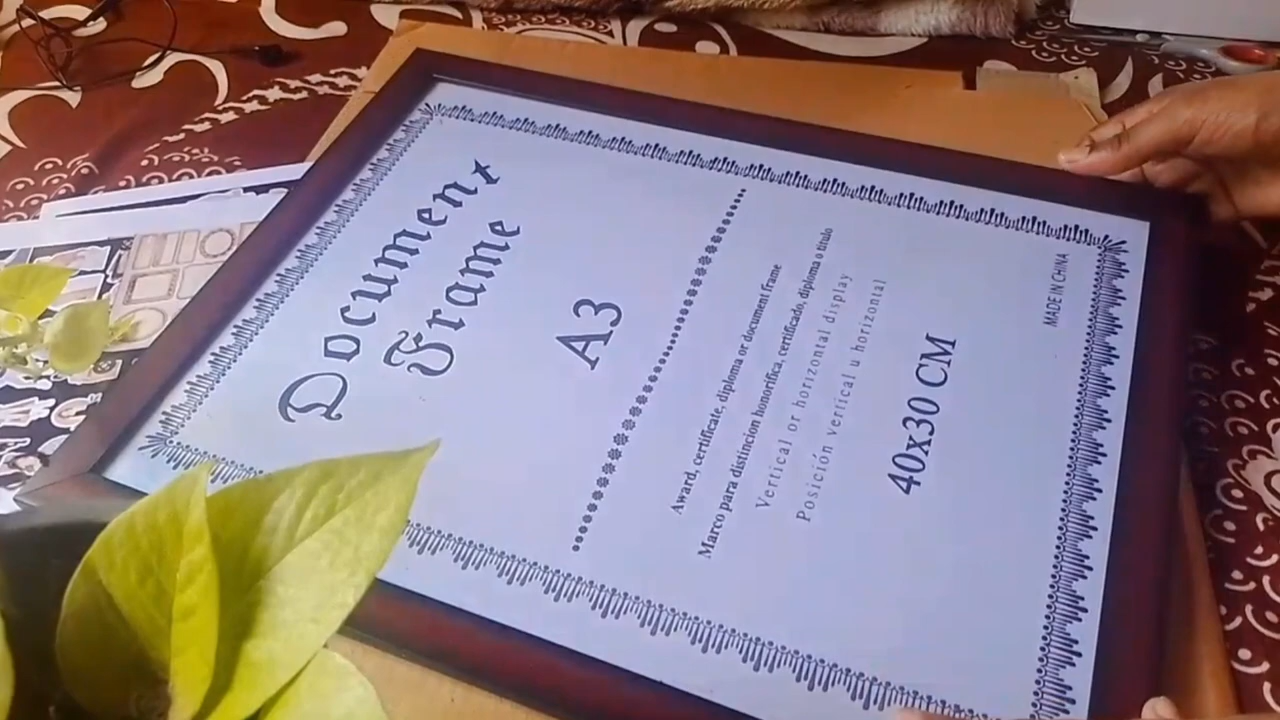 Document
Frame
A3
Award, certificate, diploma or document frame
Marco para distincion honorifica, certificado, diploma o titulo
Vertical or horizontal display
Posición vertical u horizontal
40x30 CM
MADE IN CHINA